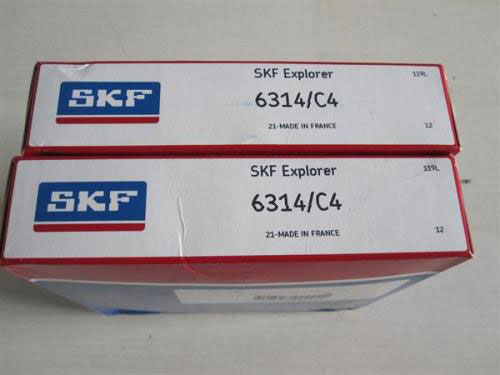 SKF
SKF Explorer
119L
6314/C4
21-MADE IN FRANCE
12
SKF
SKF Explorer
119L
6314/C4
21-MADE IN FRANCE
12